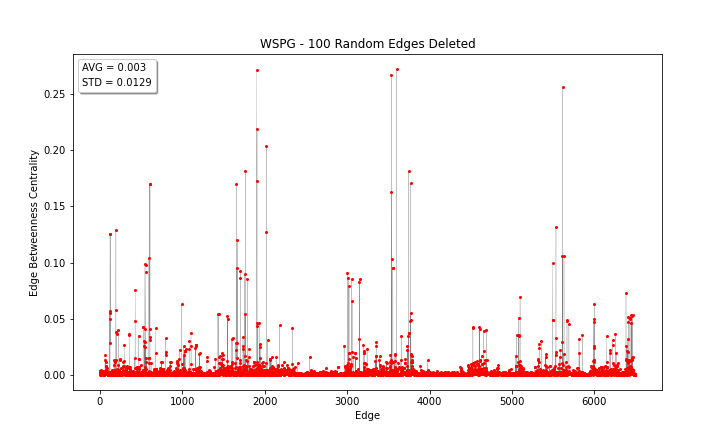 WSPG - 100 Random Edges Deleted
AVG = 0.003
STD = 0.0129
Edge Betweenness Centrality
0.25
0.20
0.15
0.10
0.05
0.00
0 1000 2000 3000 4000 5000 6000
Edge